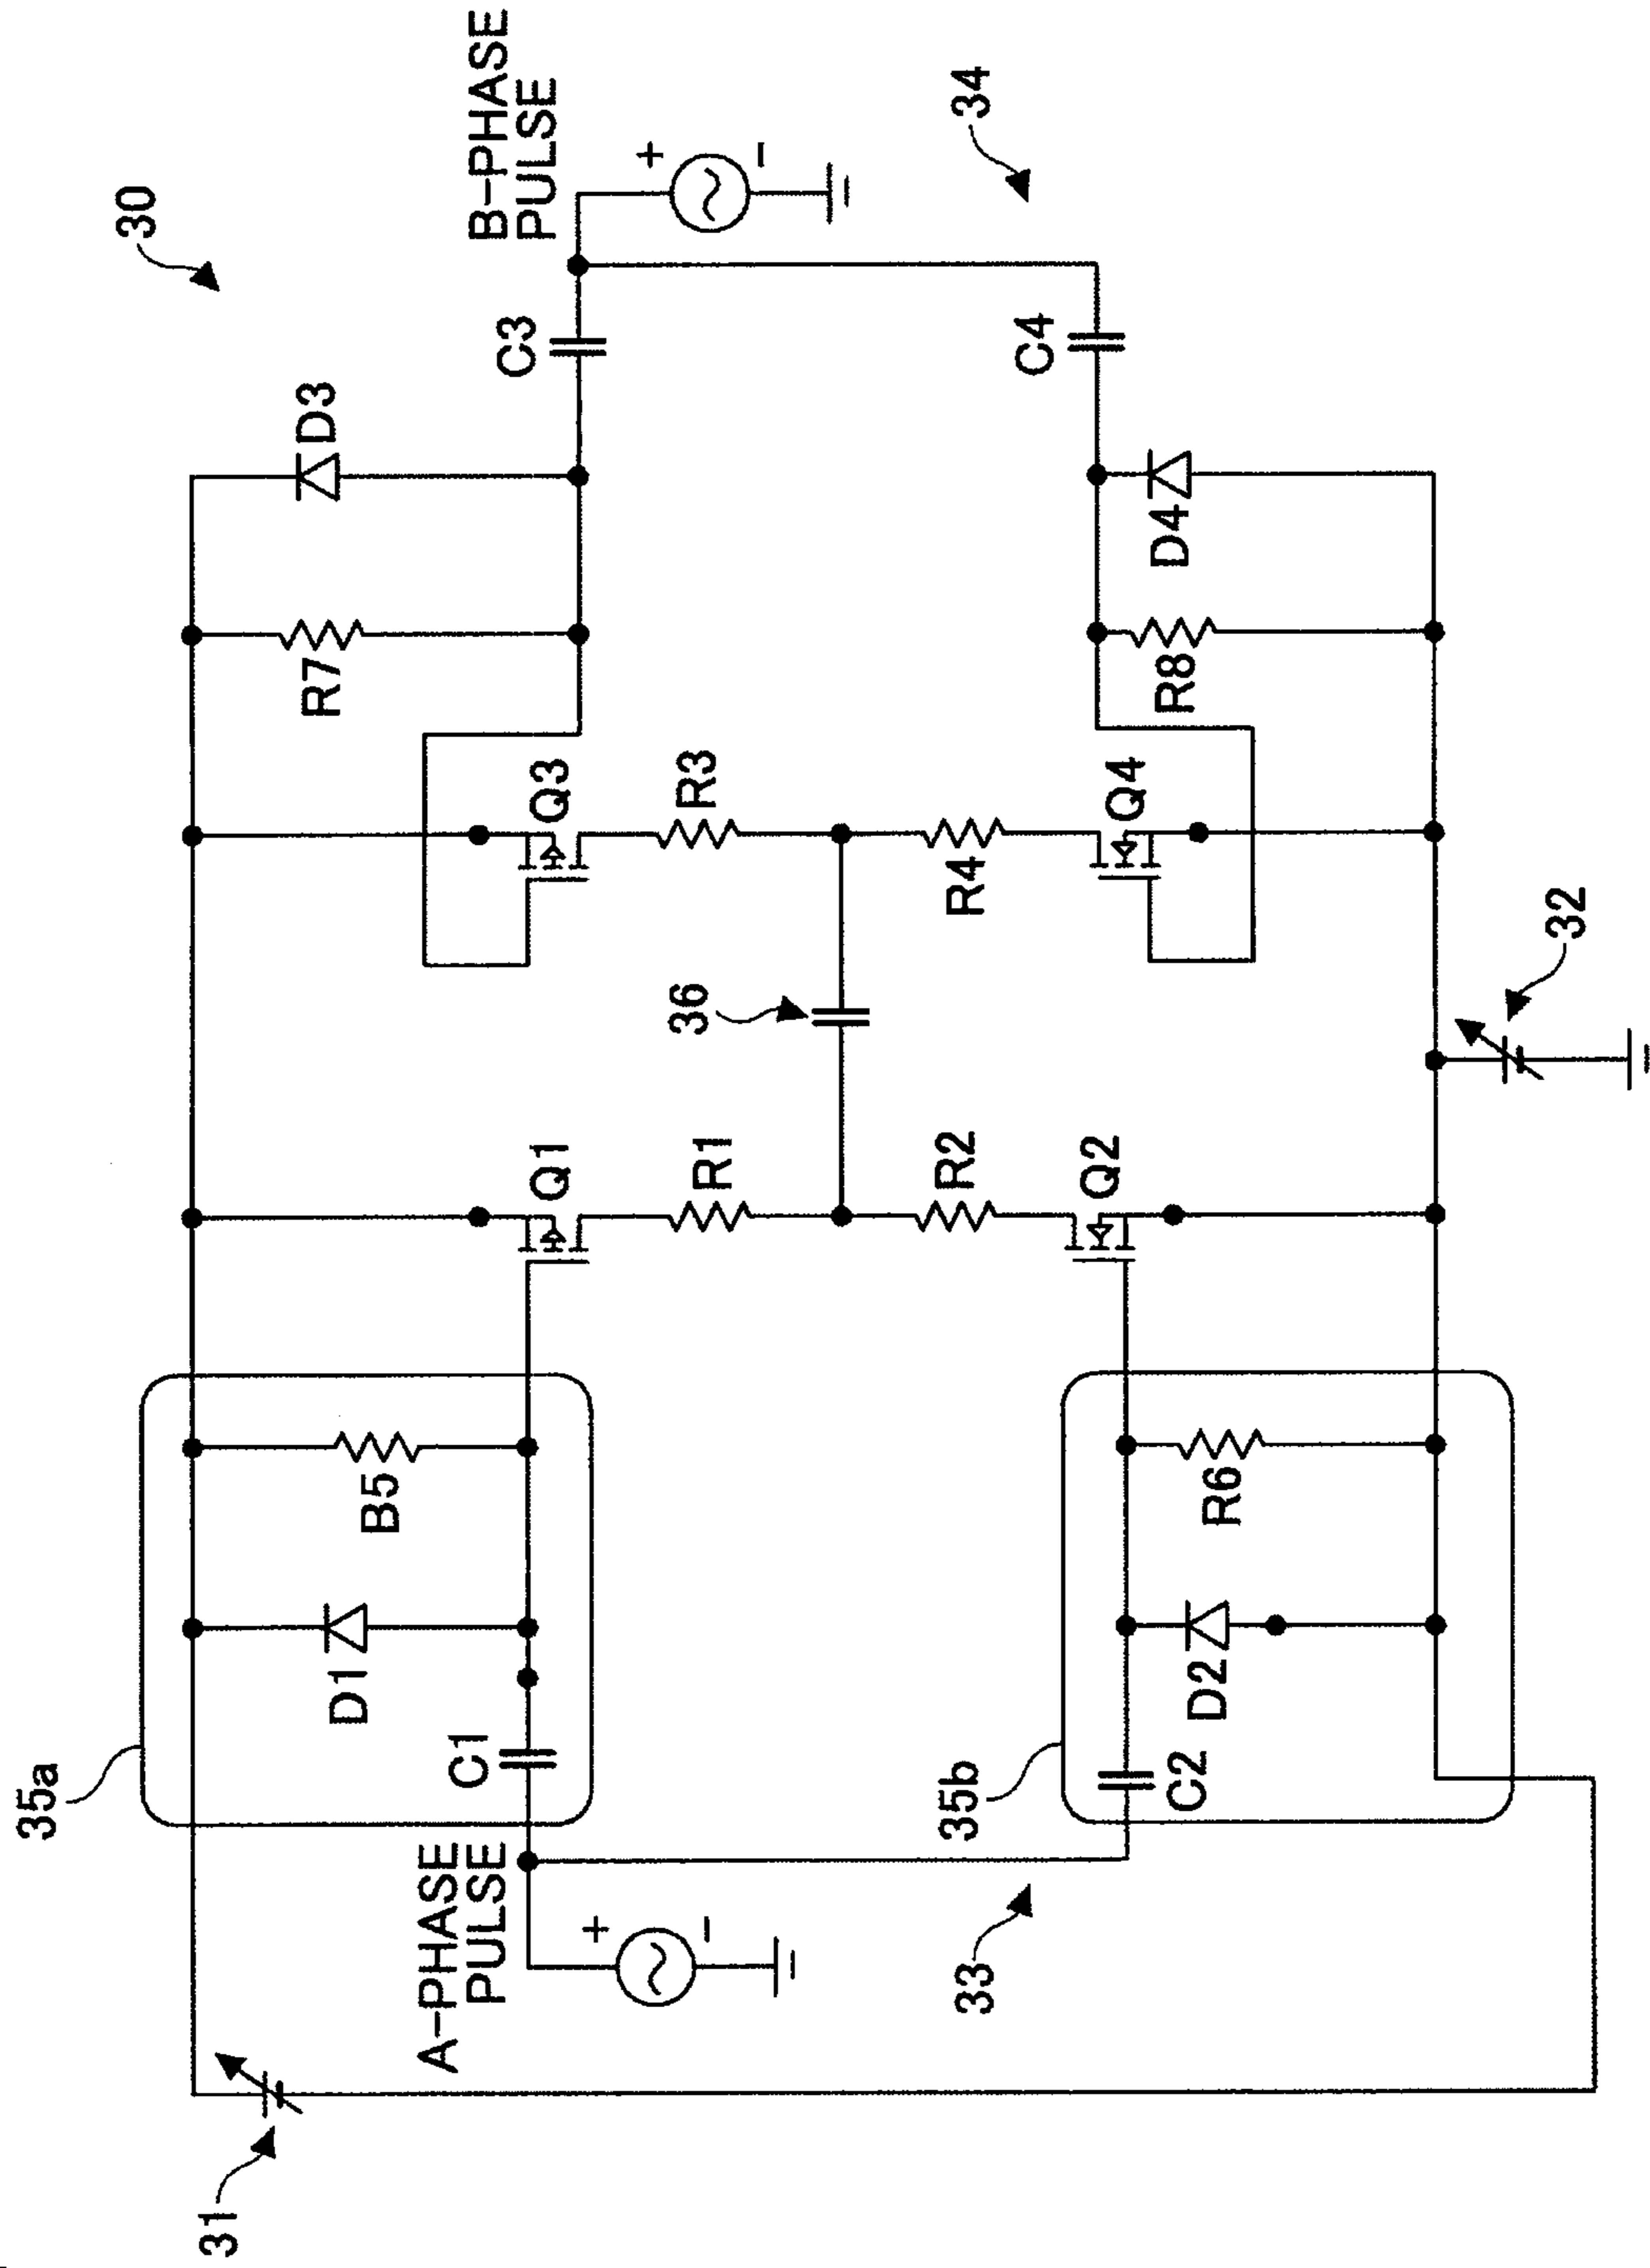 30
B-PHASE
PULSE
34
C3
C4
D3
D4
R7
R8
Q3
R3
R4
Q4
36
32
Q1
R1
R2
Q2
B5
R6
D1
D2
C1
C2
35a
35b
A-PHASE
PULSE
33
31
+
−
+
−